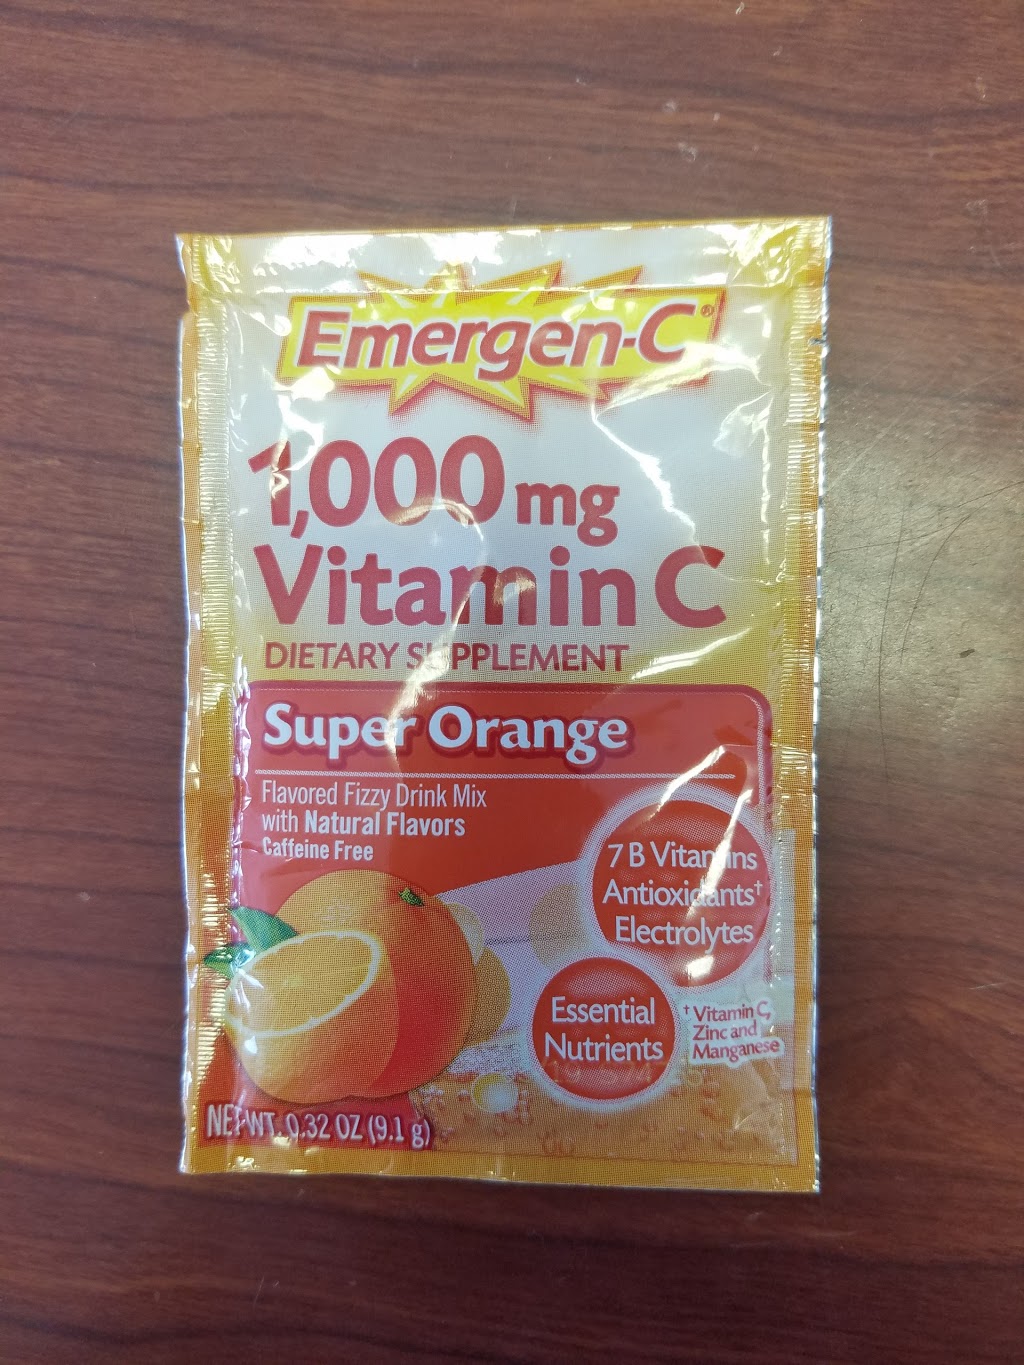 Emergen-C®
1,000 mg
Vitamin C
DIETARY SUPPLEMENT
Super Orange
Flavored Fizzy Drink Mix
with Natural Flavors
Caffeine Free
7 B Vitamins
Antioxidants†
Electrolytes
Essential
Nutrients
† Vitamin C,
Zinc and
Manganese
NET WT. 0.32 OZ (9.1 g)